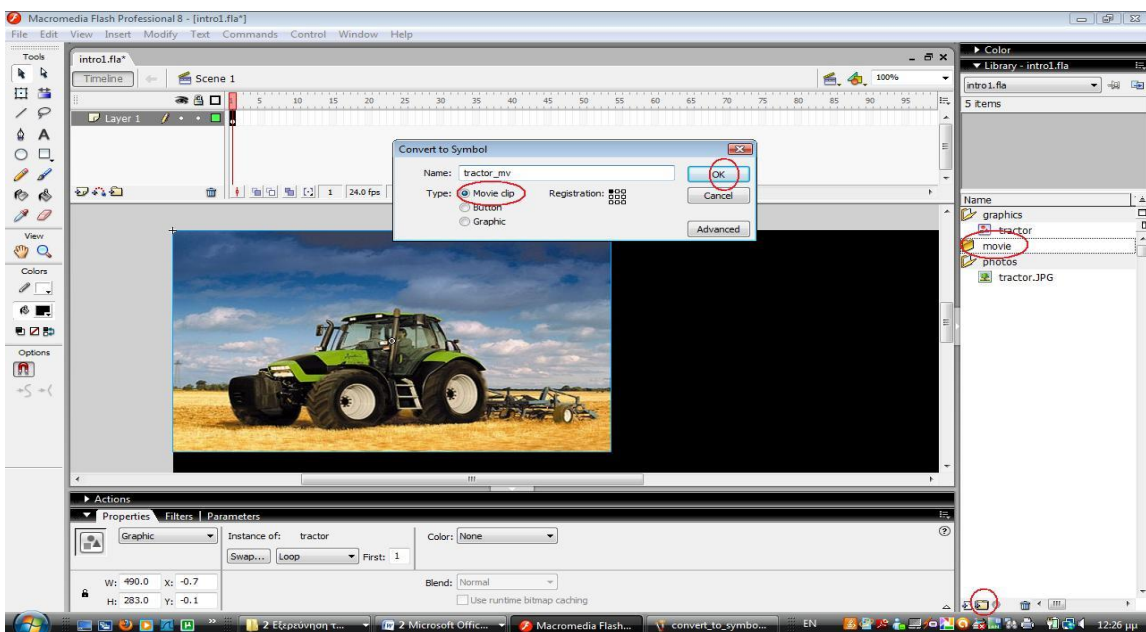 Macromedia Flash Professional 8 - [intro1.fla*]
File Edit View Insert Modify Text Commands Control Window Help
Tools
View
Colors
Options
intro1.fla*
Timeline Scene 1 100%
1 5 10 15 20 25 30 35 40 45 50 55 60 65 70 75 80 85 90 95
Layer 1
1 24.0 fps
Convert to Symbol
Name: tractor_mv
Type: Movie clip
Button
Graphic
Registration:
OK
Cancel
Advanced
Color
Library - intro1.fla
intro1.fla
5 items
Name
graphics
tractor
movie
photos
tractor.JPG
Actions
Properties Filters Parameters
Graphic Instance of: tractor Color: None
Swap... Loop First: 1
W: 490.0 X: -0.7 Blend: Normal
H: 283.0 Y: -0.1 Use runtime bitmap caching
2 Εξερεύνηση τ... 2 Microsoft Offic... Macromedia Flash... convert_to_symbo... EN 12:26 μμ